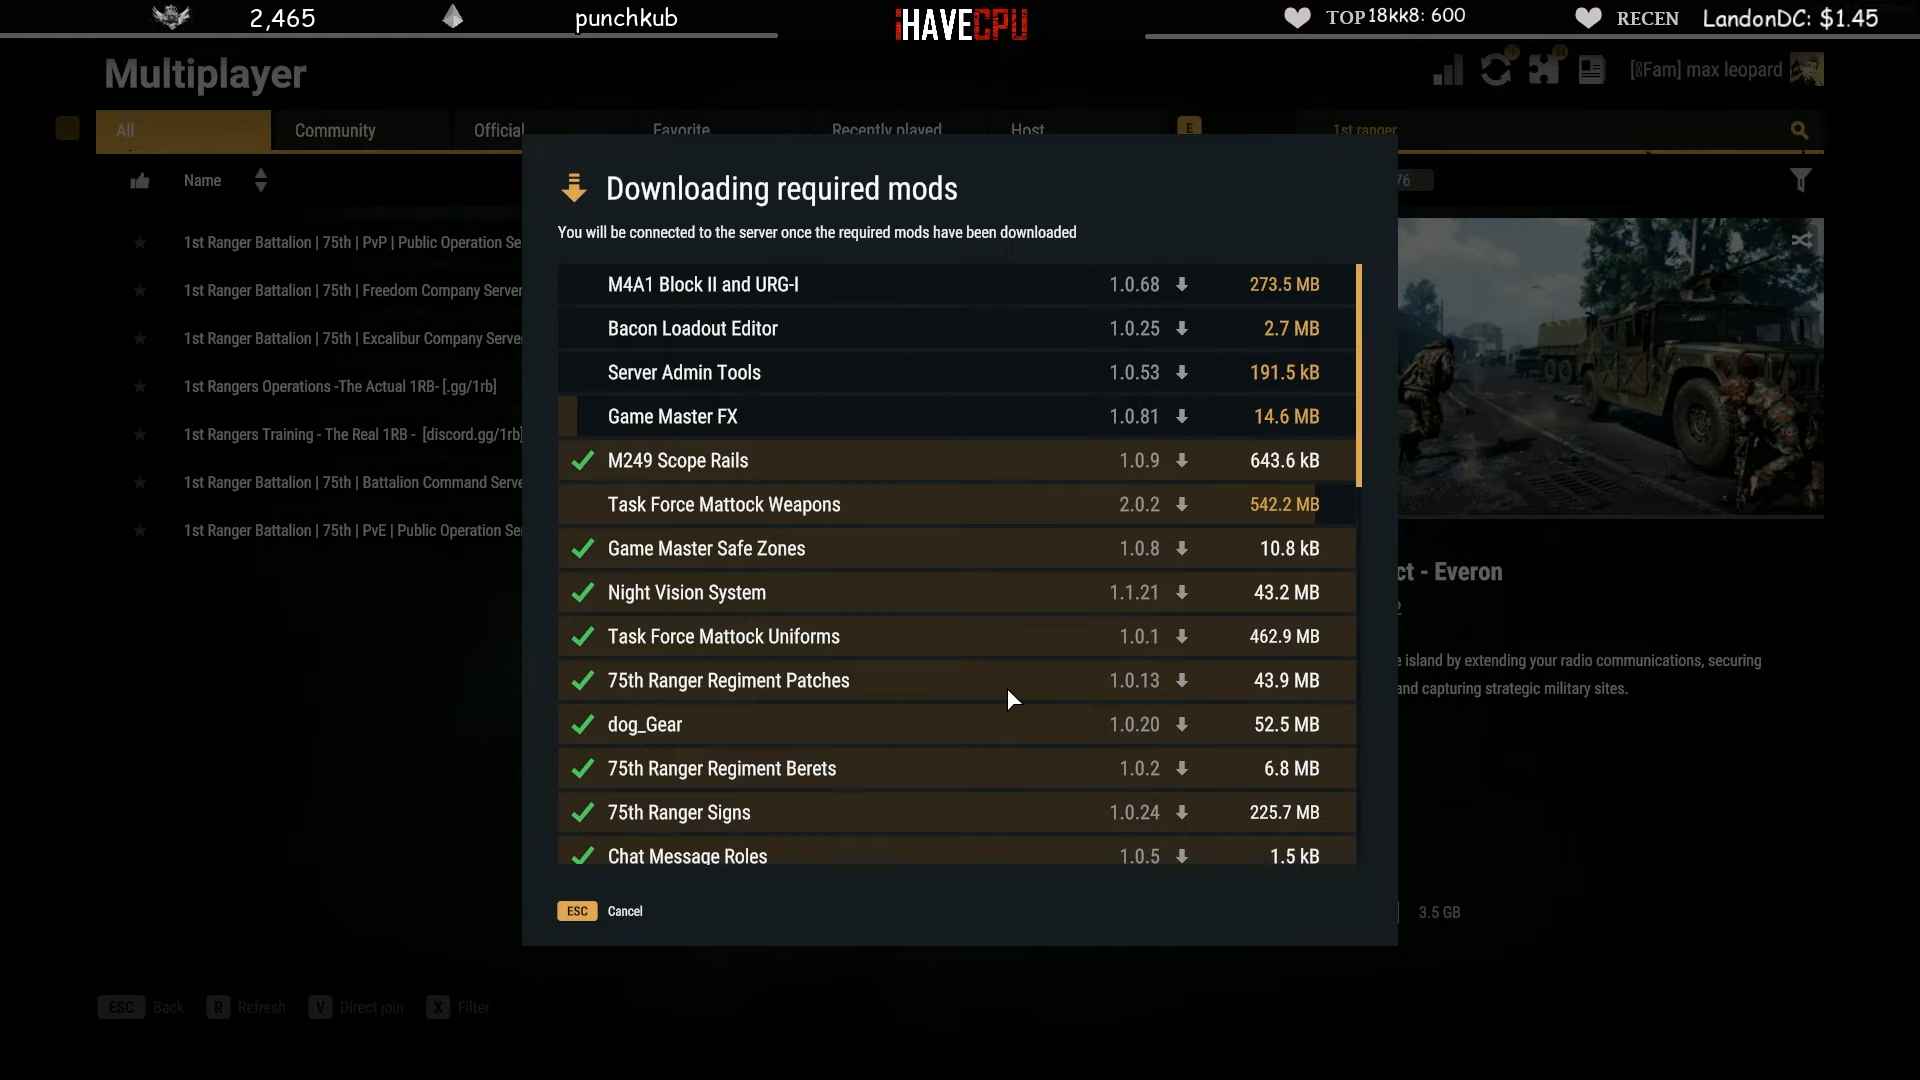 2,465
punchkub
iHAVECPU
TOP 18kk8: 600
RECEN LandonDC: $1.45
Multiplayer
Fam] max leopard
All
Community
Official
Favorite
Recently played
Host
E
1st ranger
Name
76
1st Ranger Battalion | 75th | PvP | Public Operation Se
1st Ranger Battalion | 75th | Freedom Company Server
1st Ranger Battalion | 75th | Excalibur Company Serve
1st Rangers Operations -The Actual 1RB- [.gg/1rb]
1st Rangers Training - The Real 1RB - [discord.gg/1rb]
1st Ranger Battalion | 75th | Battalion Command Serve
1st Ranger Battalion | 75th | PvE | Public Operation Se
Downloading required mods
You will be connected to the server once the required mods have been downloaded
M4A1 Block II and URG-I 1.0.68 273.5 MB
Bacon Loadout Editor 1.0.25 2.7 MB
Server Admin Tools 1.0.53 191.5 kB
Game Master FX 1.0.81 14.6 MB
M249 Scope Rails 1.0.9 643.6 kB
Task Force Mattock Weapons 2.0.2 542.2 MB
Game Master Safe Zones 1.0.8 10.8 kB
Night Vision System 1.1.21 43.2 MB
Task Force Mattock Uniforms 1.0.1 462.9 MB
75th Ranger Regiment Patches 1.0.13 43.9 MB
dog_Gear 1.0.20 52.5 MB
75th Ranger Regiment Berets 1.0.2 6.8 MB
75th Ranger Signs 1.0.24 225.7 MB
Chat Message Roles 1.0.5 1.5 kB
ESC Cancel
ct - Everon
2
e island by extending your radio communications, securing
and capturing strategic military sites.
3.5 GB
ESC Back R Refresh V Direct join X Filter